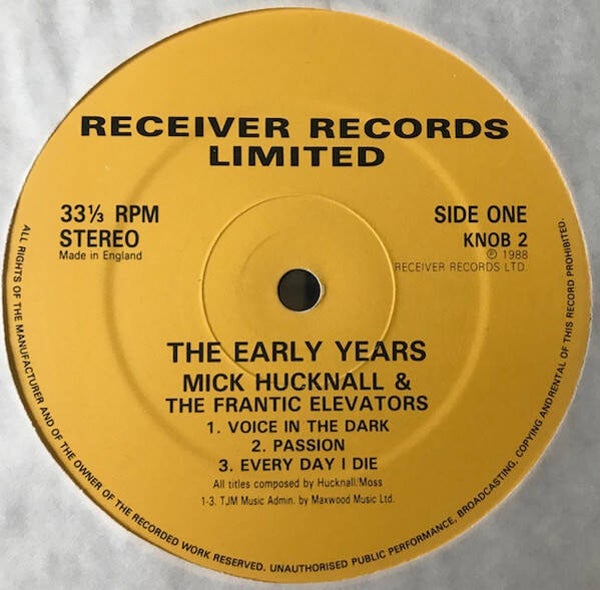 RECEIVER RECORDS
LIMITED
33⅓ RPM
STEREO
Made in England
SIDE ONE
KNOB 2
℗ 1988
RECEIVER RECORDS LTD.
THE EARLY YEARS
MICK HUCKNALL &
THE FRANTIC ELEVATORS
1. VOICE IN THE DARK
2. PASSION
3. EVERY DAY I DIE
All titles composed by Hucknall/Moss
1-3. TJM Music Admin. by Maxwood Music Ltd.
ALL RIGHTS OF THE MANUFACTURER AND OF THE OWNER OF THE RECORDED WORK RESERVED. UNAUTHORISED PUBLIC PERFORMANCE, BROADCASTING, COPYING AND RENTAL OF THIS RECORD PROHIBITED.